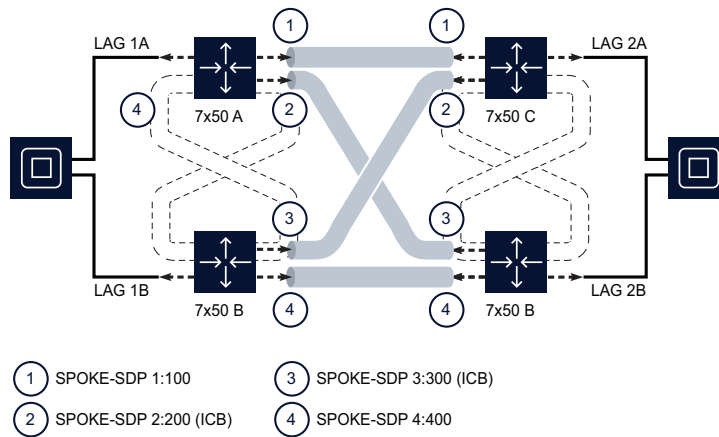 1 1
LAG 1A LAG 2A
4 7x50 A 2 2 7x50 C
3 3
LAG 1B 7x50 B 4 4 7x50 B LAG 2B
1 SPOKE-SDP 1:100 3 SPOKE-SDP 3:300 (ICB)
2 SPOKE-SDP 2:200 (ICB) 4 SPOKE-SDP 4:400